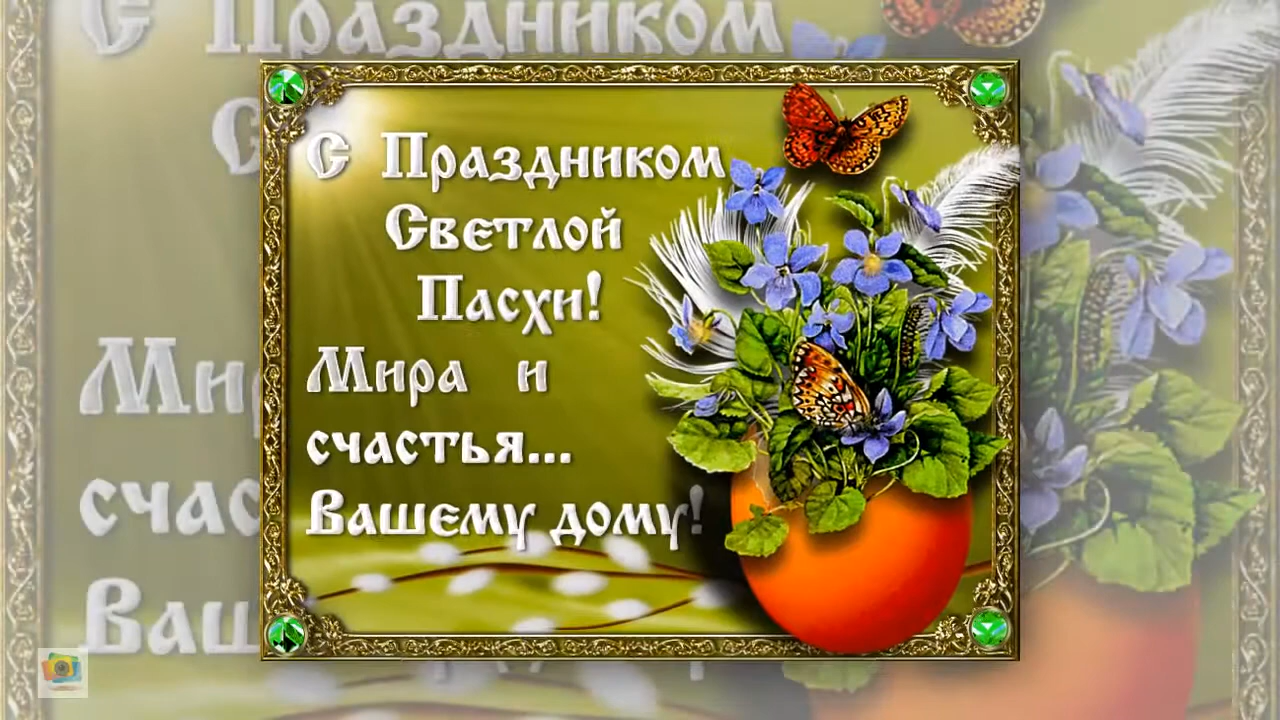 С Праздником
Светлой
Пасхи!
Мира и
счастья...
Вашему дому!